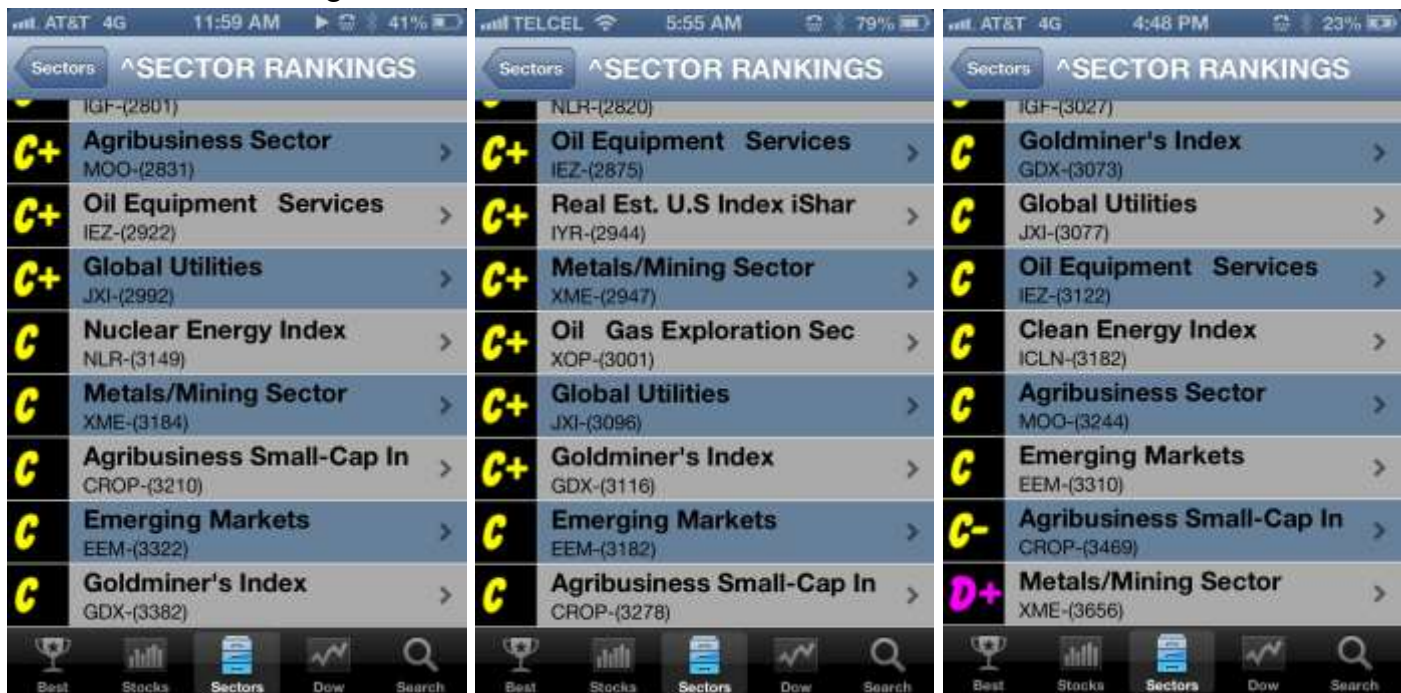 AT&T 4G 11:59 AM 41%
Sectors ^SECTOR RANKINGS
IGF-(2801)
C+ Agribusiness Sector
MOO-(2831)
C+ Oil Equipment Services
IEZ-(2922)
C+ Global Utilities
JXI-(2992)
C Nuclear Energy Index
NLR-(3149)
C Metals/Mining Sector
XME-(3184)
C Agribusiness Small-Cap In
CROP-(3210)
C Emerging Markets
EEM-(3322)
C Goldminer's Index
GDX-(3382)
Best Stocks Sectors Dow Search
TELCEL 5:55 AM 79%
Sectors ^SECTOR RANKINGS
NLR-(2820)
C+ Oil Equipment Services
IEZ-(2875)
C+ Real Est. U.S Index iShar
IYR-(2944)
C+ Metals/Mining Sector
XME-(2947)
C+ Oil Gas Exploration Sec
XOP-(3001)
C+ Global Utilities
JXI-(3096)
C+ Goldminer's Index
GDX-(3116)
C Emerging Markets
EEM-(3182)
C Agribusiness Small-Cap In
CROP-(3278)
Best Stocks Sectors Dow Search
AT&T 4G 4:48 PM 23%
Sectors ^SECTOR RANKINGS
IGF-(3027)
C Goldminer's Index
GDX-(3073)
C Global Utilities
JXI-(3077)
C Oil Equipment Services
IEZ-(3122)
C Clean Energy Index
ICLN-(3182)
C Agribusiness Sector
MOO-(3244)
C Emerging Markets
EEM-(3310)
C- Agribusiness Small-Cap In
CROP-(3469)
D+ Metals/Mining Sector
XME-(3656)
Best Stocks Sectors Dow Search